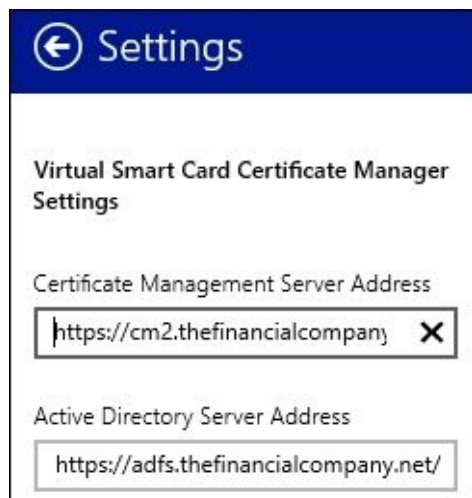 Settings
Virtual Smart Card Certificate Manager
Settings
Certificate Management Server Address
https://cm2.thefinancialcompany
Active Directory Server Address
https://adfs.thefinancialcompany.net/